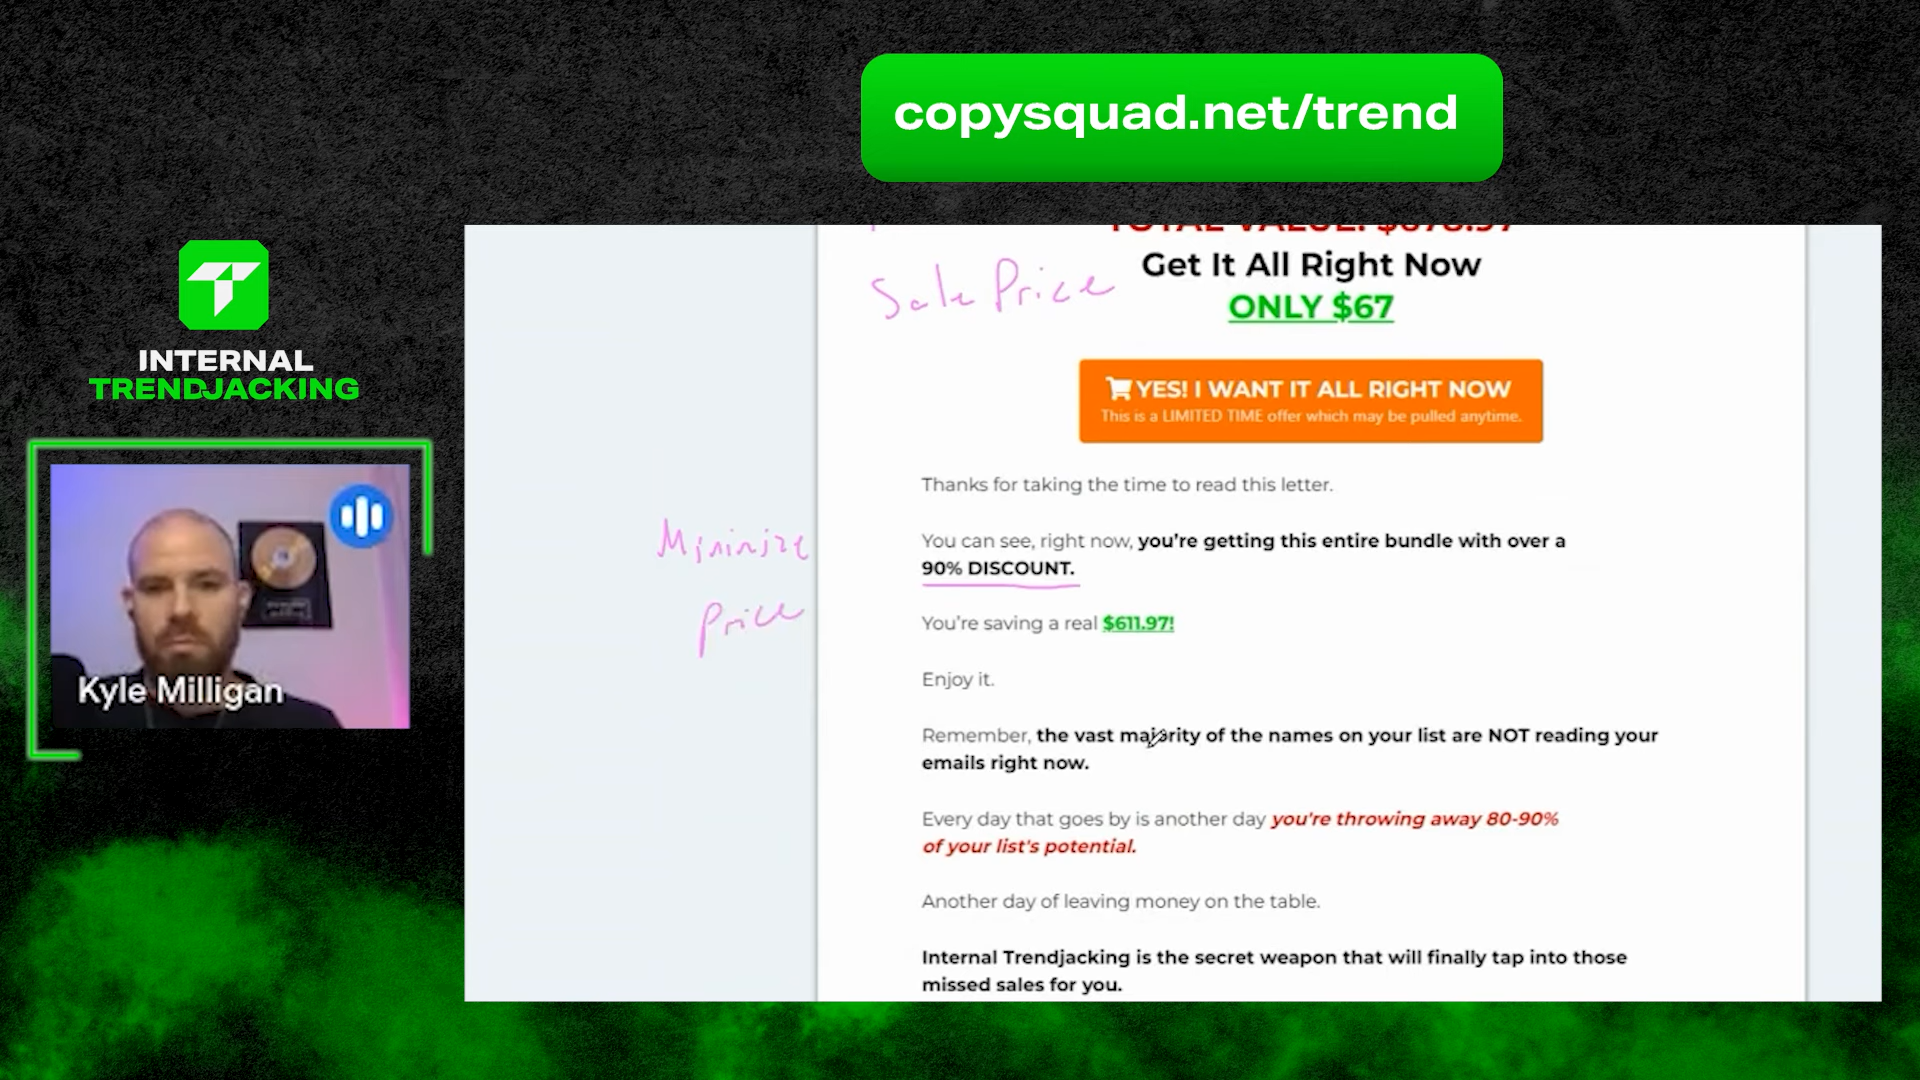 copysquad.net/trend
INTERNAL
TRENDJACKING
Kyle Milligan
TOTAL VALUE: $678.97
Sale Price
Get It All Right Now
ONLY $67
YES! I WANT IT ALL RIGHT NOW
This is a LIMITED TIME offer which may be pulled anytime.
Thanks for taking the time to read this letter.
Minimize
Price
You can see, right now, you're getting this entire bundle with over a
90% DISCOUNT.
You're saving a real $611.97!
Enjoy it.
Remember, the vast majority of the names on your list are NOT reading your
emails right now.
Every day that goes by is another day you're throwing away 80-90%
of your list's potential.
Another day of leaving money on the table.
Internal Trendjacking is the secret weapon that will finally tap into those
missed sales for you.